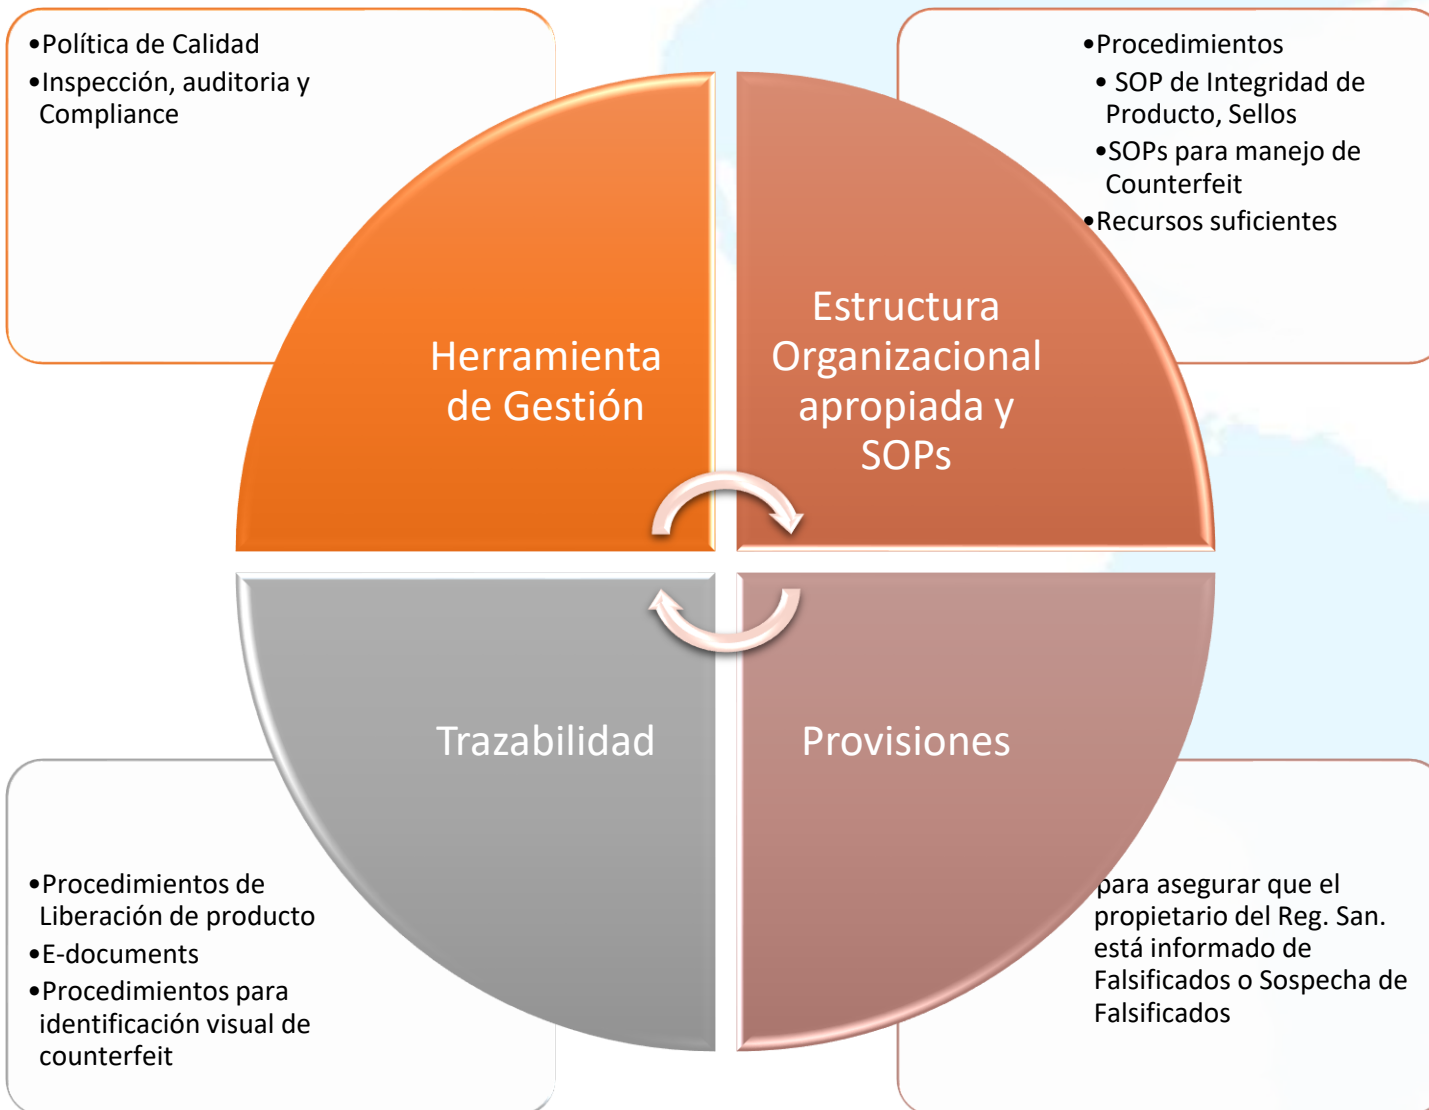 •Política de Calidad
•Inspección, auditoria y
Compliance
•Procedimientos
• SOP de Integridad de
Producto, Sellos
•SOPs para manejo de
Counterfeit
•Recursos suficientes
Herramienta
de Gestión
Estructura
Organizacional
apropiada y
SOPs
Trazabilidad
Provisiones
•Procedimientos de
Liberación de producto
•E-documents
•Procedimientos para
identificación visual de
counterfeit
para asegurar que el
propietario del Reg. San.
está informado de
Falsificados o Sospecha de
Falsificados